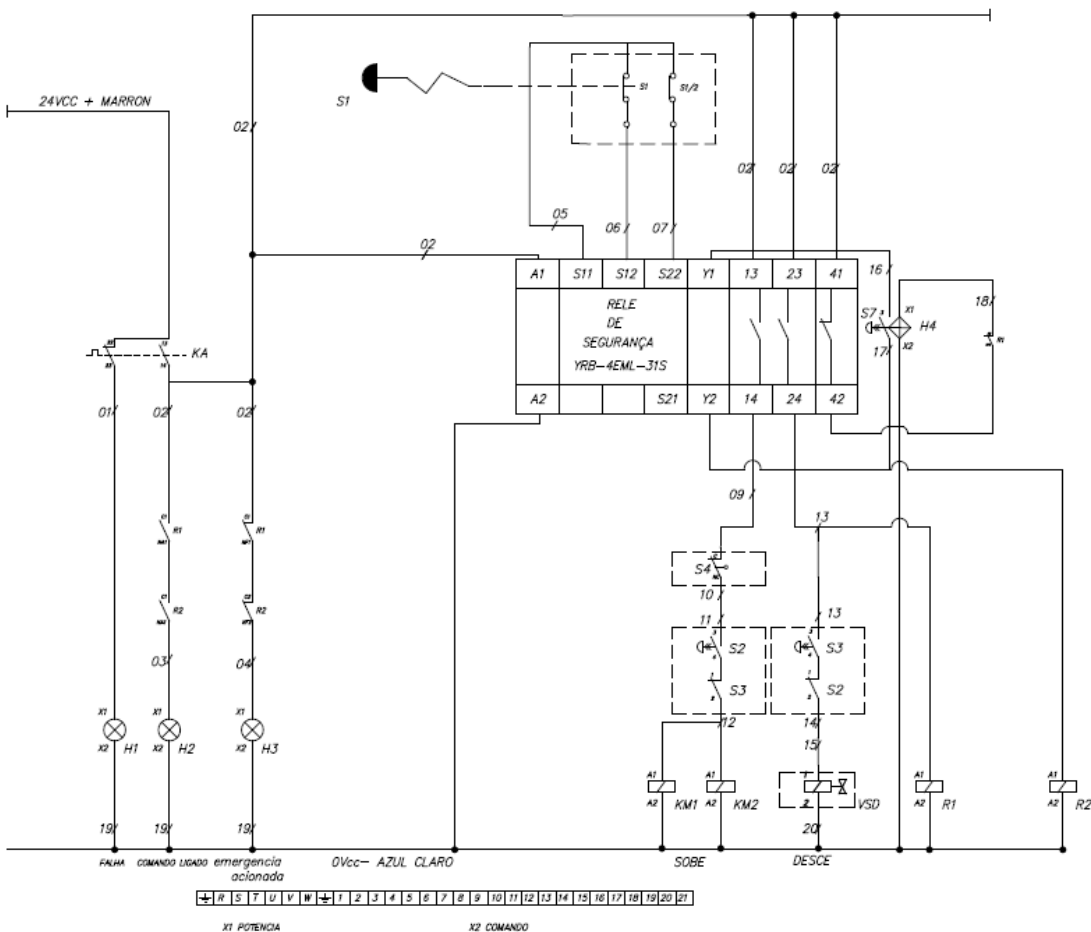 24VCC + MARRON
S1
S1
S1/2
02
02
02
02
05
06
07
02
A1 S11 S12 S22 Y1 13 23 41
RELE
DE
SEGURANÇA
YRB-4EML-31S
A2 S21 Y2 14 24 42
16
S7
3
X1
X2
H4
17
18
R1
KA
13
14
01
02
02
09
13
R1
R1
R2
R2
S4
10
11
13
S2
S3
S3
S2
03
04
12
14
15
X1
X2
H1
X1
X2
H2
X1
X2
H3
A1
A2
KM1
A1
A2
KM2
1
2
VSD
A1
A2
R1
A1
A2
R2
19
19
19
20
FALHA
COMANDO LIGADO
emergencia
acionada
0Vcc- AZUL CLARO
SOBE
DESCE
R S T U V W 1 2 3 4 5 6 7 8 9 10 11 12 13 14 15 16 17 18 19 20 21
X1 POTENCIA
X2 COMANDO